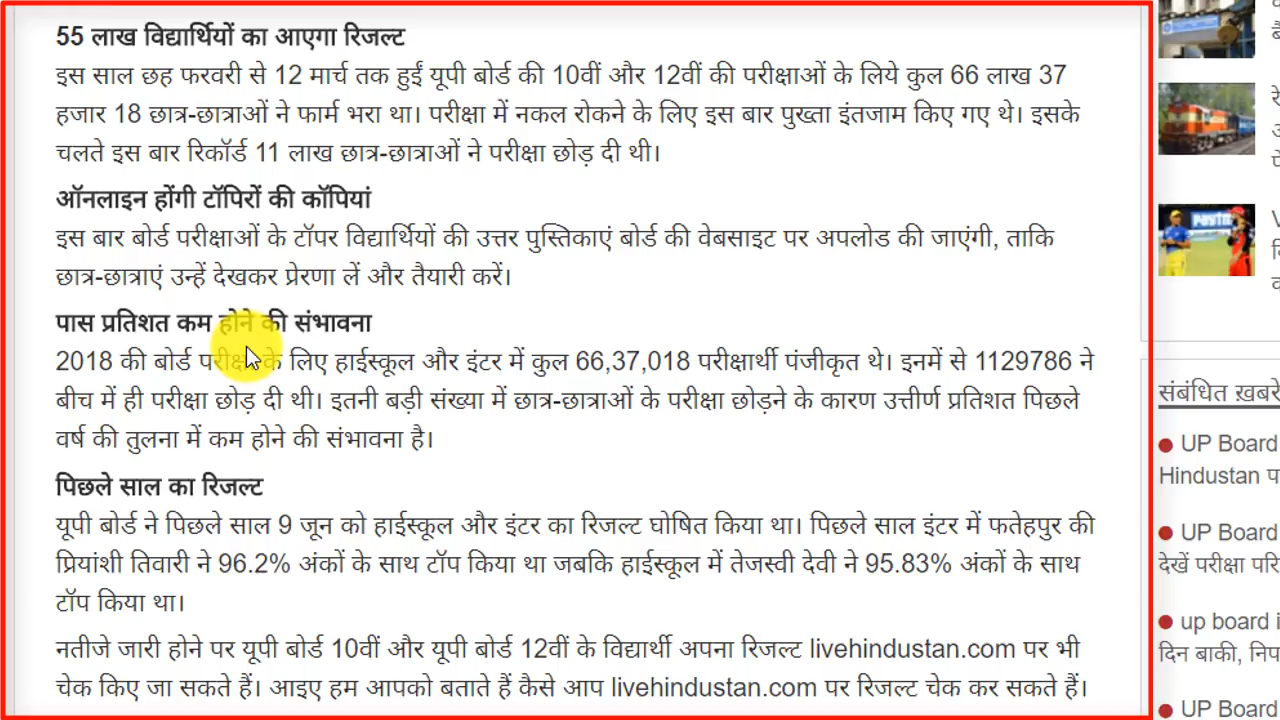 55 लाख विद्यार्थियों का आएगा रिजल्ट
इस साल छह फरवरी से 12 मार्च तक हुईं यूपी बोर्ड की 10वीं और 12वीं की परीक्षाओं के लिये कुल 66 लाख 37
हजार 18 छात्र-छात्राओं ने फार्म भरा था। परीक्षा में नकल रोकने के लिए इस बार पुख्ता इंतजाम किए गए थे। इसके
चलते इस बार रिकॉर्ड 11 लाख छात्र-छात्राओं ने परीक्षा छोड़ दी थी।
ऑनलाइन होंगी टॉपिरों की कॉपियां
इस बार बोर्ड परीक्षाओं के टॉपर विद्यार्थियों की उत्तर पुस्तिकाएं बोर्ड की वेबसाइट पर अपलोड की जाएंगी, ताकि
छात्र-छात्राएं उन्हें देखकर प्रेरणा लें और तैयारी करें।
पास प्रतिशत कम होने की संभावना
2018 की बोर्ड परीक्षा के लिए हाईस्कूल और इंटर में कुल 66,37,018 परीक्षार्थी पंजीकृत थे। इनमें से 1129786 ने
बीच में ही परीक्षा छोड़ दी थी। इतनी बड़ी संख्या में छात्र-छात्राओं के परीक्षा छोड़ने के कारण उत्तीर्ण प्रतिशत पिछले
वर्ष की तुलना में कम होने की संभावना है।
पिछले साल का रिजल्ट
यूपी बोर्ड ने पिछले साल 9 जून को हाईस्कूल और इंटर का रिजल्ट घोषित किया था। पिछले साल इंटर में फतेहपुर की
प्रियांशी तिवारी ने 96.2% अंकों के साथ टॉप किया था जबकि हाईस्कूल में तेजस्वी देवी ने 95.83% अंकों के साथ
टॉप किया था।
नतीजे जारी होने पर यूपी बोर्ड 10वीं और यूपी बोर्ड 12वीं के विद्यार्थी अपना रिजल्ट livehindustan.com पर भी
चेक किए जा सकते हैं। आइए हम आपको बताते हैं कैसे आप livehindustan.com पर रिजल्ट चेक कर सकते हैं।
संबंधित ख़बरें
UP Board
Hindustan
UP Board
देखें परीक्षा
up board
दिन बाकी,
UP Board